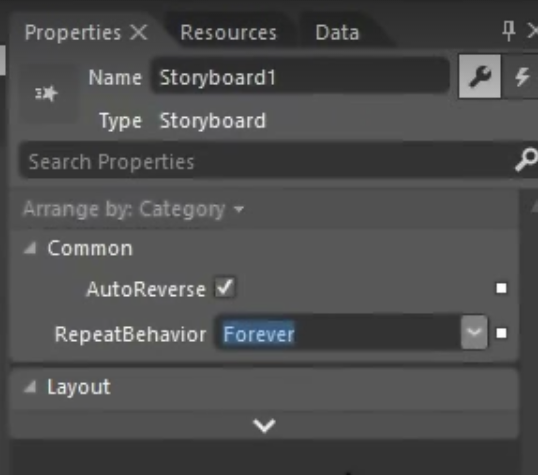 Properties Resources Data
Name Storyboard1
Type Storyboard
Search Properties
Arrange by: Category
Common
AutoReverse
RepeatBehavior Forever
Layout